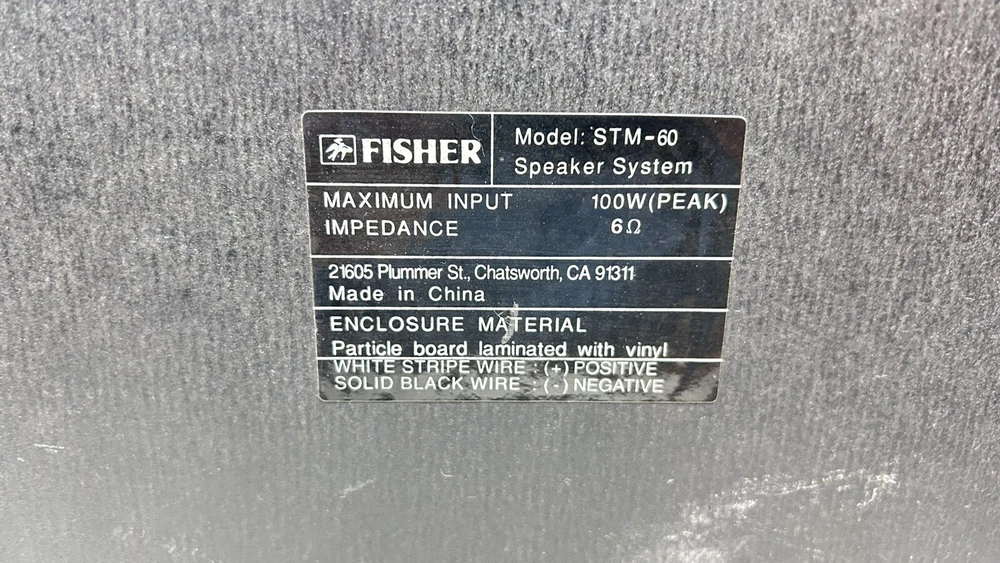 FISHER
Model: STM-60
Speaker System
MAXIMUM INPUT 100W(PEAK)
IMPEDANCE 6Ω
21605 Plummer St., Chatsworth, CA 91311
Made in China
ENCLOSURE MATERIAL
Particle board laminated with vinyl
WHITE STRIPE WIRE : (+) POSITIVE
SOLID BLACK WIRE : (-) NEGATIVE